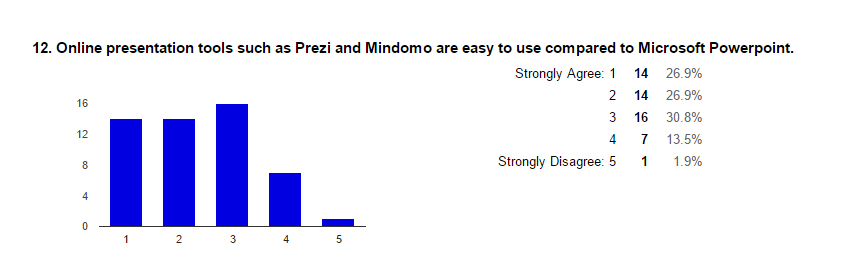 12. Online presentation tools such as Prezi and Mindomo are easy to use compared to Microsoft Powerpoint.
Strongly Agree: 1 14 26.9%
2 14 26.9%
3 16 30.8%
4 7 13.5%
Strongly Disagree: 5 1 1.9%
16
12
8
4
0
1 2 3 4 5